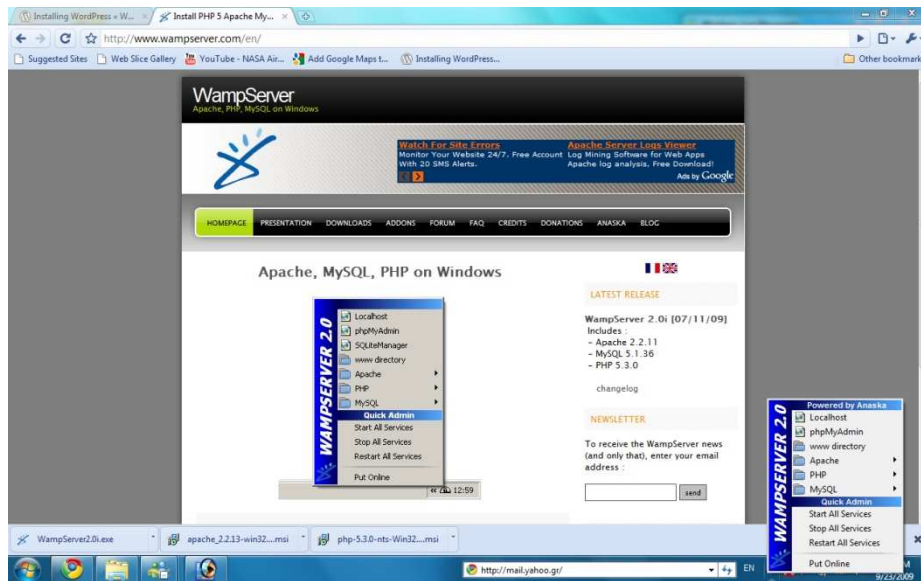 Installing WordPress « W...
Install PHP 5 Apache My...
http://www.wampserver.com/en/
Suggested Sites
Web Slice Gallery
YouTube - NASA Air...
Add Google Maps t...
Installing WordPress...
Other bookmark
WampServer
Apache, PHP, MySQL on Windows
Watch For Site Errors
Monitor Your Website 24/7. Free Account
With 20 SMS Alerts.
Apache Server Logs Viewer
Log Mining Software for Web Apps
Apache log analysis. Free Download!
Ads by Google
HOMEPAGE PRESENTATION DOWNLOADS ADDONS FORUM FAQ CREDITS DONATIONS ANASKA BLOG
Apache, MySQL, PHP on Windows
WAMPSERVER 2.0
Localhost
phpMyAdmin
SQLiteManager
www directory
Apache
PHP
MySQL
Quick Admin
Start All Services
Stop All Services
Restart All Services
Put Online
« 12:59
LATEST RELEASE
WampServer 2.0i [07/11/09]
Includes :
- Apache 2.2.11
- MySQL 5.1.36
- PHP 5.3.0
changelog
NEWSLETTER
To receive the WampServer news
(and only that), enter your email
address :
send
WAMPSERVER 2.0
Powered by Anaska
Localhost
phpMyAdmin
www directory
Apache
PHP
MySQL
Quick Admin
Start All Services
Stop All Services
Restart All Services
Put Online
WampServer2.0i.exe
apache_2.2.13-win32....msi
php-5.3.0-nts-Win32....msi
http://mail.yahoo.gr/
EN
M
9/23/2009